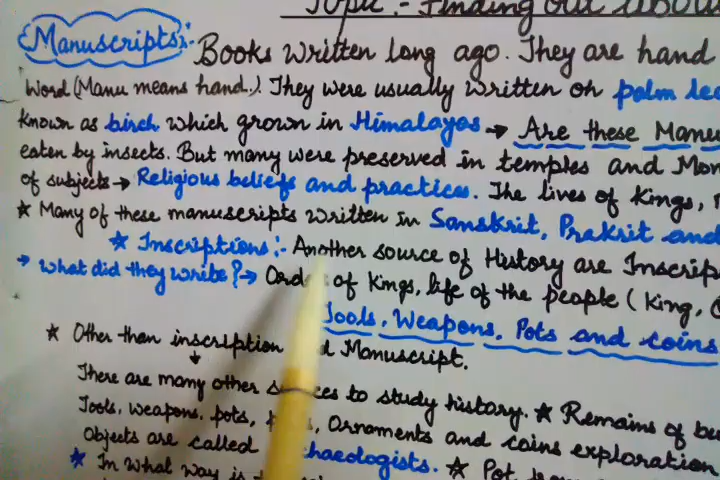 Topic :- Finding out about
Manuscripts:- Books written long ago. They are hand
Word (Manu means hand.). They were usually written on palm
known as birch which grown in Himalayas → Are these
eaten by insects. But many were preserved in temples and
of subjects → Religious beliefs and practices. The lives of Kings,
* Many of these manuscripts written in Sanskrit, Prakrit and
* Inscriptions :- Another source of History are
→ What did they write? → of Kings, life of the people (King,
Tools, Weapons, Pots and coins
* Other than inscription Manuscript.
There are many other to study history. * Remains of
Tools, weapons, pots, Ornaments and coins exploration
Objects are called
* In what way is * Pot